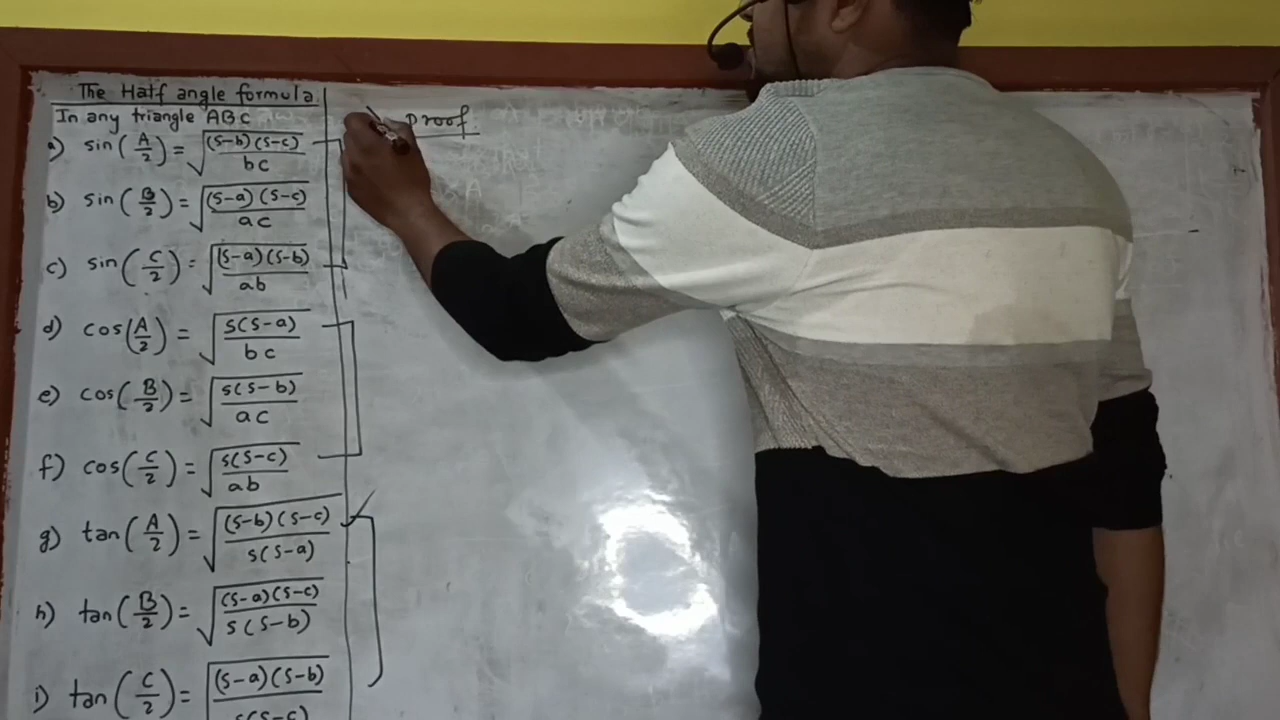 The Half angle formula
In any triangle ABC
a) sin(A/2) = √((s-b)(s-c)/bc)
b) sin(B/2) = √((s-a)(s-c)/ac)
c) sin(C/2) = √((s-a)(s-b)/ab)
d) cos(A/2) = √(s(s-a)/bc)
e) cos(B/2) = √(s(s-b)/ac)
f) cos(C/2) = √(s(s-c)/ab)
g) tan(A/2) = √((s-b)(s-c)/s(s-a))
h) tan(B/2) = √((s-a)(s-c)/s(s-b))
i) tan(C/2) = √((s-a)(s-b)/s(s-c))
proof